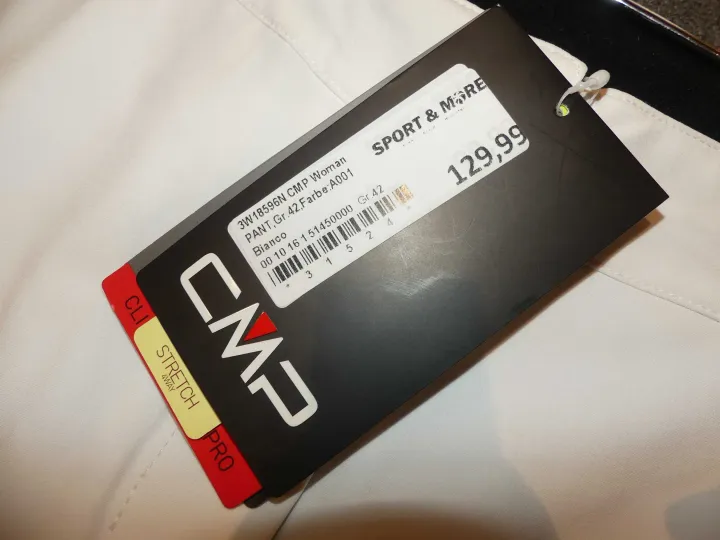 SPORT & MORE
129,99
3W18596N CMP Woman
PANT,Gr.42,Farbe:A001
Bianco
00 10 16 1 51450000 Gr.42
* 3 1 5 2 4 *
CMP
CLI
STRETCH
4WAY
PRO